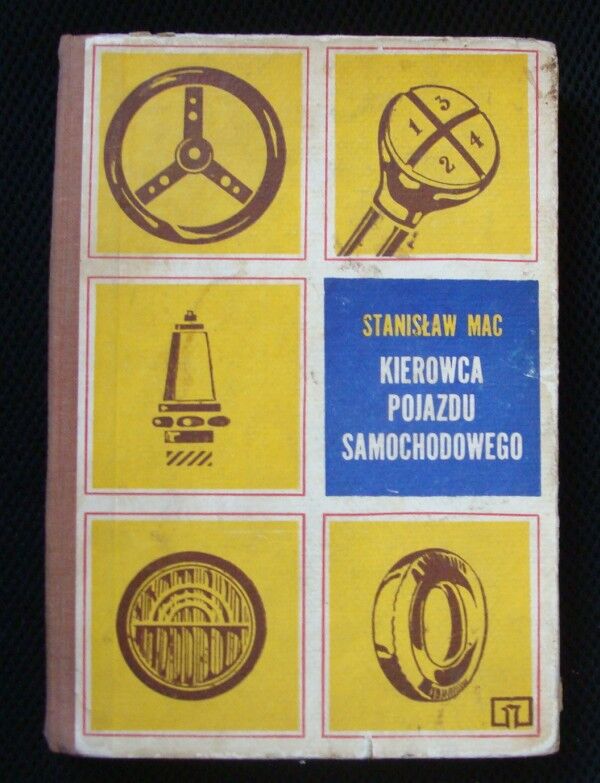 1 3 4 2
STANISŁAW MAC
KIEROWCA
POJAZDU
SAMOCHODOWEGO